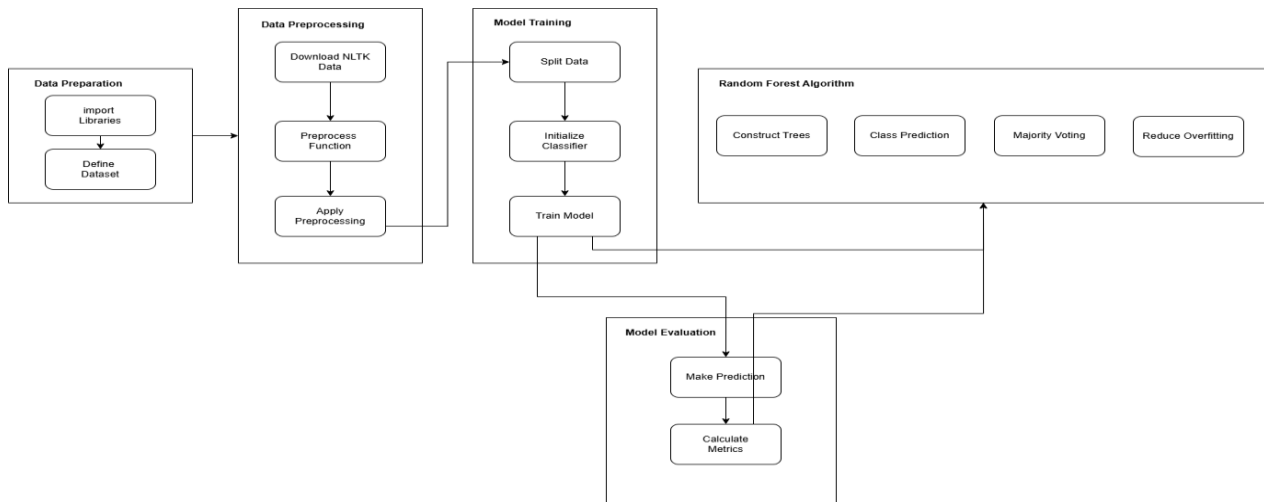 Data Preparation
import
Libraries
Define
Dataset
Data Preprocessing
Download NLTK
Data
Preprocess
Function
Apply
Preprocessing
Model Training
Split Data
Initialize
Classifier
Train Model
Random Forest Algorithm
Construct Trees
Class Prediction
Majority Voting
Reduce Overfitting
Model Evaluation
Make Prediction
Calculate
Metrics